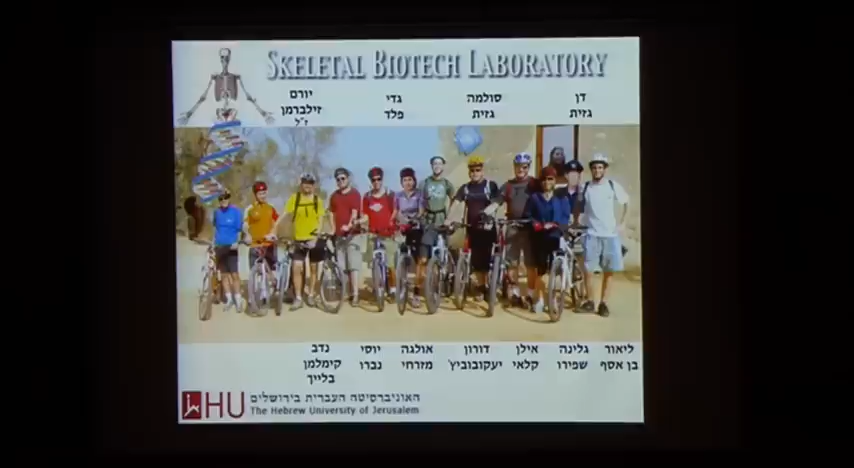 SKELETAL BIOTECH LABORATORY
דן
גזית
סולמה
גזית
גדי
פלד
יורם
זילברמן
ז"ל
ליאור
בן אסף
גלינה
שפירו
אילן
קלאי
דורון
יעקובוביץ'
אולגה
מזרחי
יוסי
נברו
נדב
קימלמן
בלייך
HU
האוניברסיטה העברית בירושלים
The Hebrew University of Jerusalem